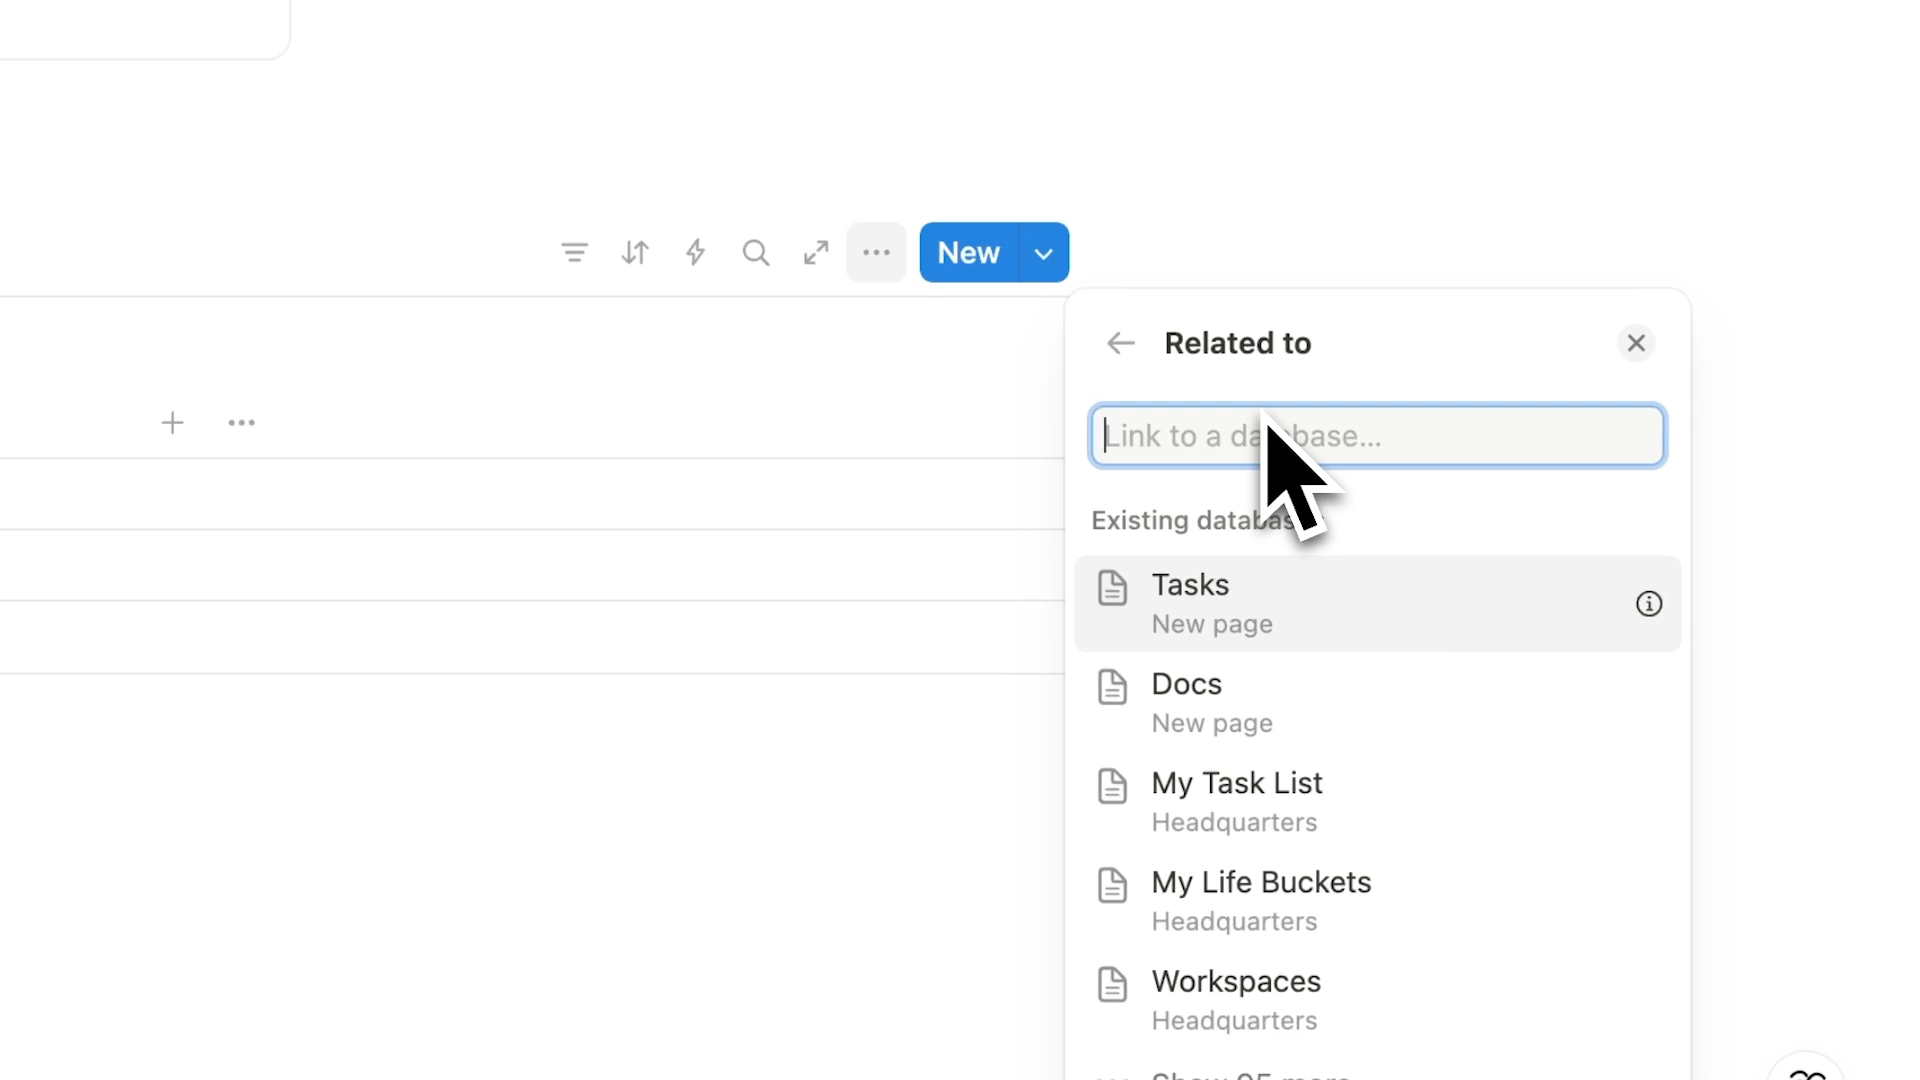 New
Related to
Link to a database...
Existing databases
Tasks
New page
Docs
New page
My Task List
Headquarters
My Life Buckets
Headquarters
Workspaces
Headquarters